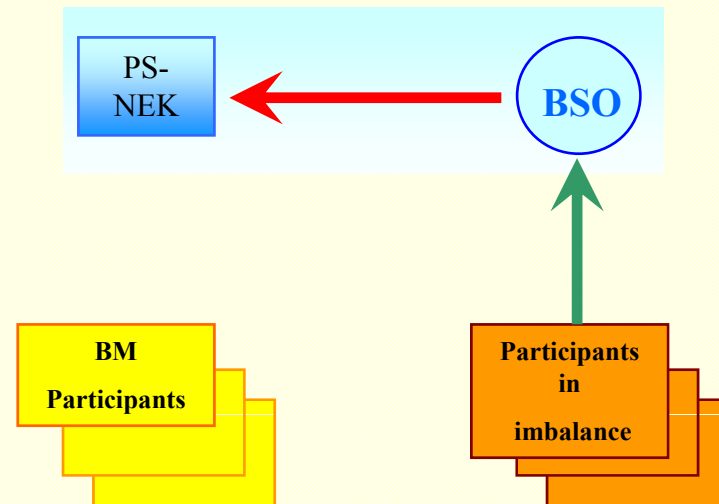 PS-
NEK
BSO
BM
Participants
Participants
in
imbalance